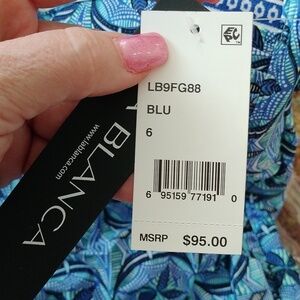 LB9FG88
BLU
6
6 95159 77191 0
MSRP $95.00
BLANCA
www.lablanca.com